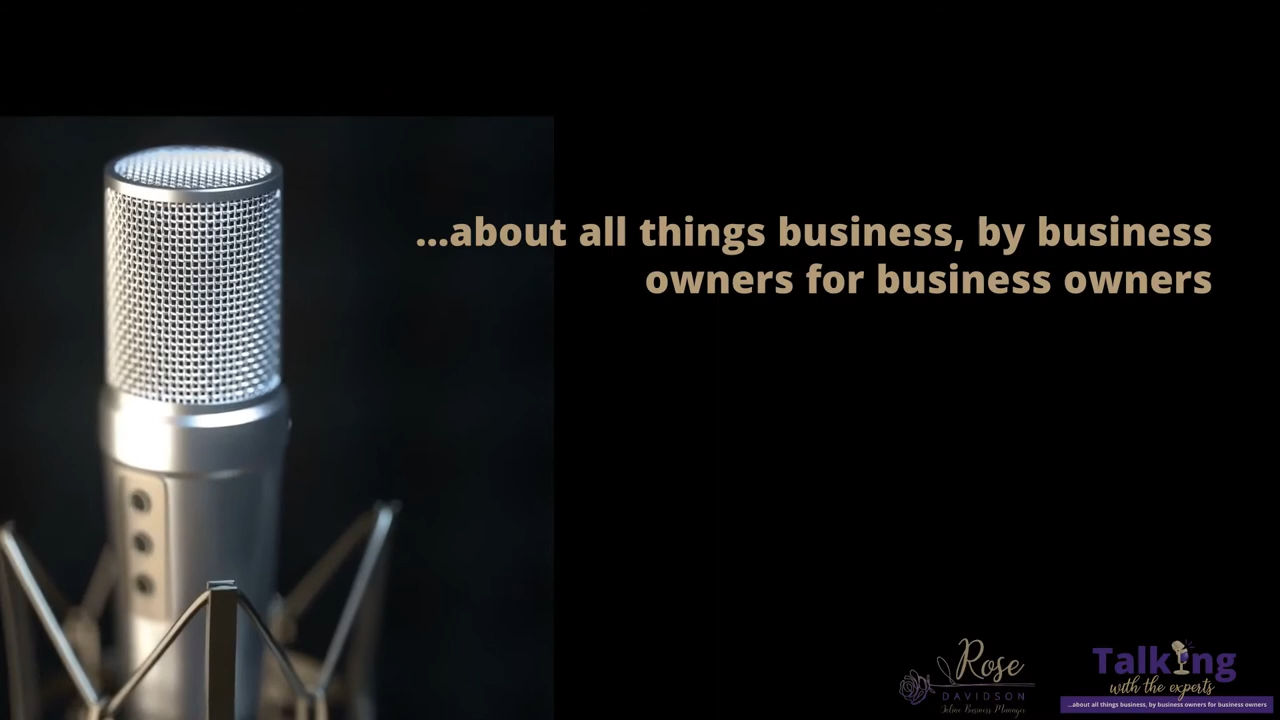 ...about all things business, by business
owners for business owners
Rose
DAVIDSON
Online Business Manager
Talking
with the experts
...about all things business, by business owners for business owners